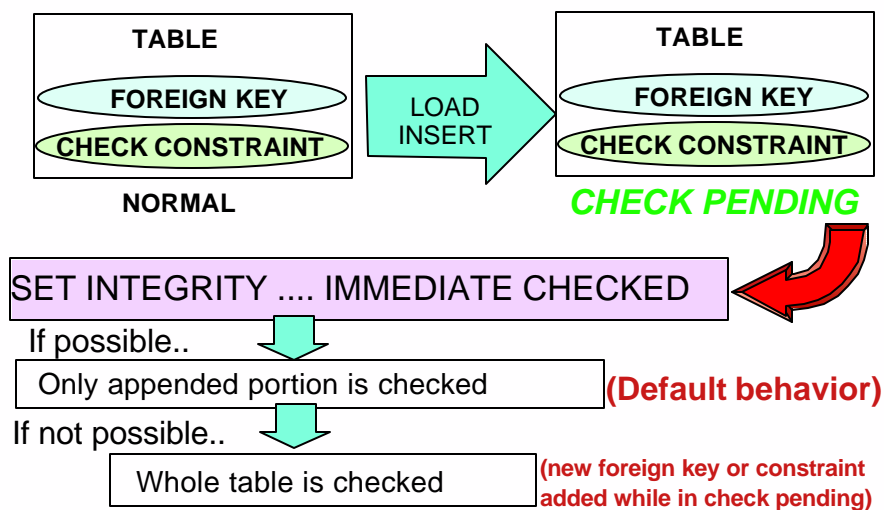 TABLE
FOREIGN KEY
CHECK CONSTRAINT
NORMAL
LOAD
INSERT
TABLE
FOREIGN KEY
CHECK CONSTRAINT
CHECK PENDING
SET INTEGRITY .... IMMEDIATE CHECKED
If possible..
Only appended portion is checked
(Default behavior)
If not possible..
Whole table is checked
(new foreign key or constraint
added while in check pending)